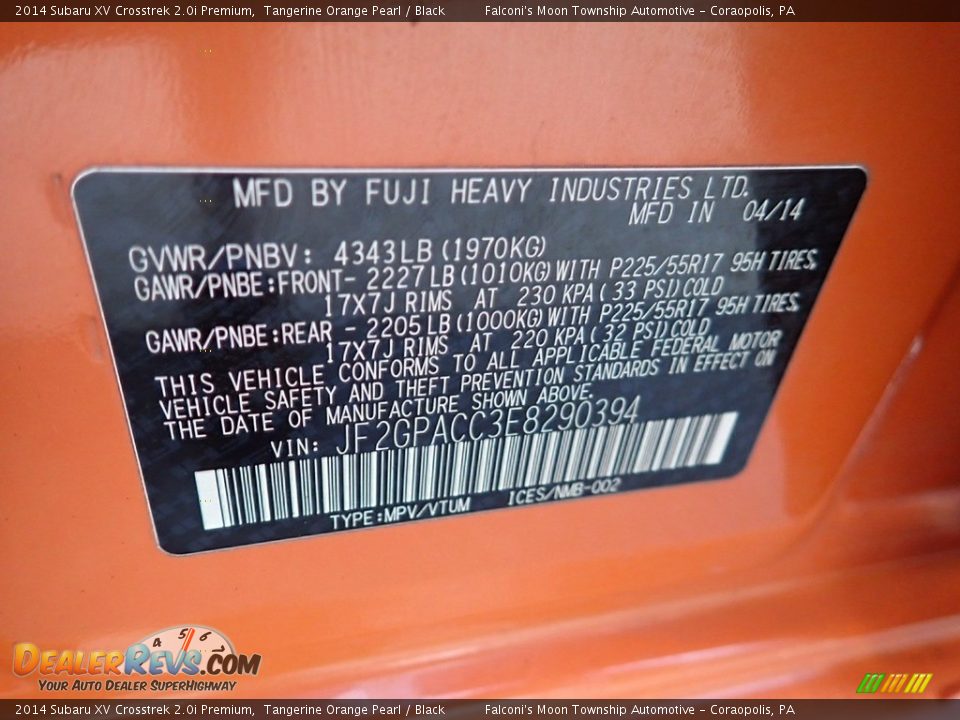 2014 Subaru XV Crosstrek 2.0i Premium, Tangerine Orange Pearl / Black Falconi's Moon Township Automotive - Coraopolis, PA
MFD BY FUJI HEAVY INDUSTRIES LTD.
MFD IN 04/14
GVWR/PNBV: 4343LB (1970KG)
GAWR/PNBE:FRONT- 2227LB (1010KG) WITH P225/55R17 95H TIRES,
17X7J RIMS AT 230 KPA ( 33 PSI) COLD
GAWR/PNBE:REAR - 2205LB (1000KG) WITH P225/55R17 95H TIRES,
17X7J RIMS AT 220 KPA ( 32 PSI) COLD
THIS VEHICLE CONFORMS TO ALL APPLICABLE FEDERAL MOTOR
VEHICLE SAFETY AND THEFT PREVENTION STANDARDS IN EFFECT ON
THE DATE OF MANUFACTURE SHOWN ABOVE.
VIN: JF2GPACC3E8290394
TYPE:MPV/VTUM ICES/NMB-002
4 5 6 7
DEALERREVS.COM
YOUR AUTO DEALER SUPERHIGHWAY
2014 Subaru XV Crosstrek 2.0i Premium, Tangerine Orange Pearl / Black Falconi's Moon Township Automotive - Coraopolis, PA